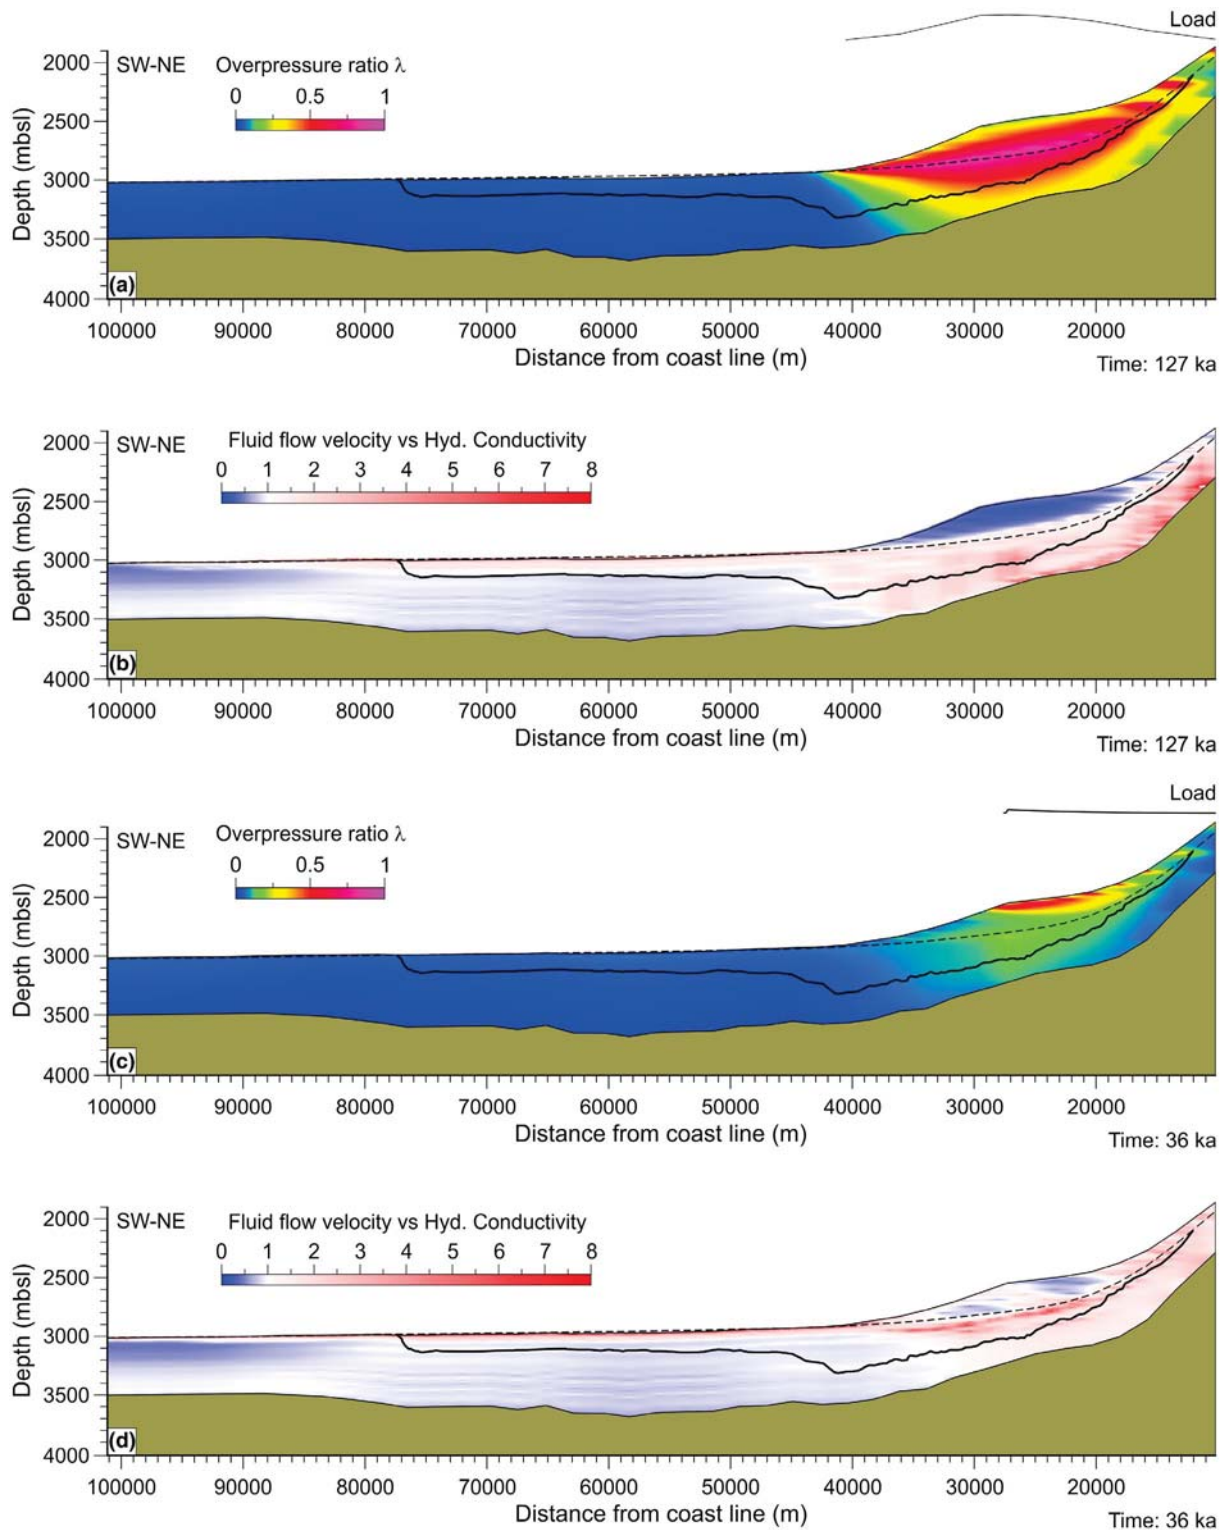 Load
SW-NE Overpressure ratio λ
0 0.5 1
2000
2500
3000
3500
4000
Depth (mbsl)
(a)
100000 90000 80000 70000 60000 50000 40000 30000 20000
Distance from coast line (m)
Time: 127 ka
SW-NE Fluid flow velocity vs Hyd. Conductivity
0 1 2 3 4 5 6 7 8
2000
2500
3000
3500
4000
Depth (mbsl)
(b)
100000 90000 80000 70000 60000 50000 40000 30000 20000
Distance from coast line (m)
Time: 127 ka
Load
SW-NE Overpressure ratio λ
0 0.5 1
2000
2500
3000
3500
4000
Depth (mbsl)
(c)
100000 90000 80000 70000 60000 50000 40000 30000 20000
Distance from coast line (m)
Time: 36 ka
SW-NE Fluid flow velocity vs Hyd. Conductivity
0 1 2 3 4 5 6 7 8
2000
2500
3000
3500
4000
Depth (mbsl)
(d)
100000 90000 80000 70000 60000 50000 40000 30000 20000
Distance from coast line (m)
Time: 36 ka